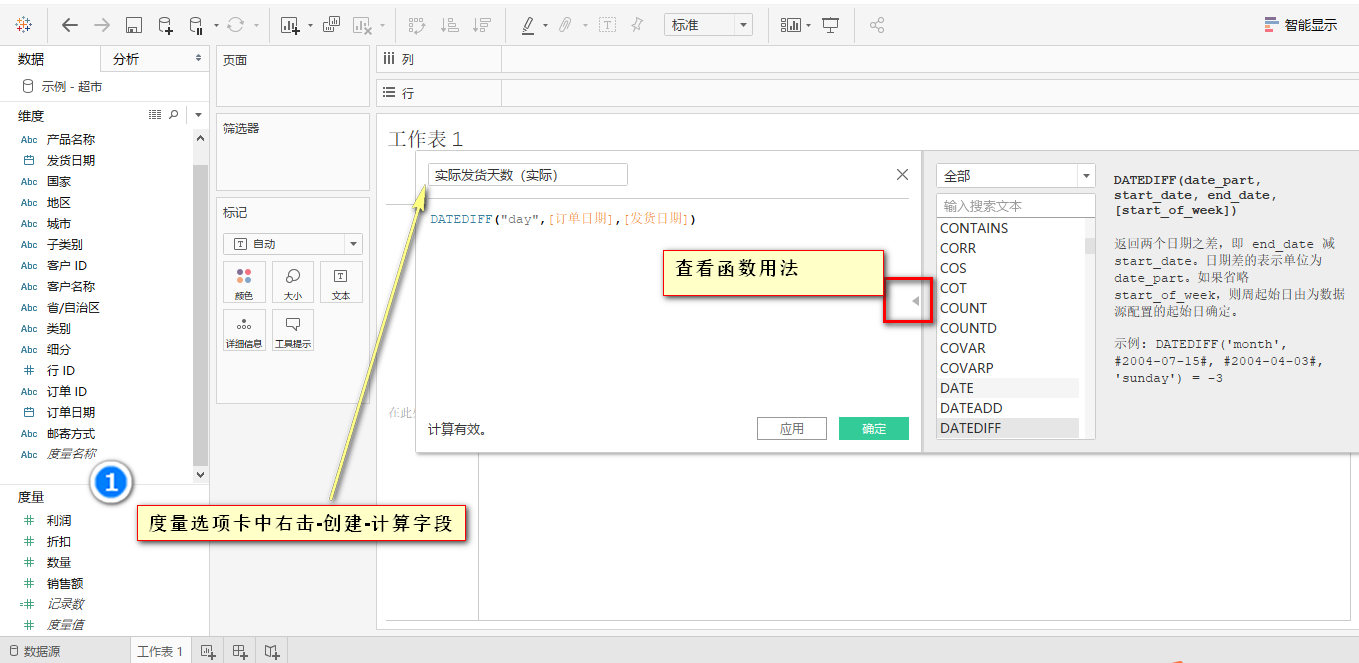 标准
智能显示
数据
分析
示例 - 超市
维度
Abc 产品名称
发货日期
Abc 国家
Abc 地区
Abc 城市
Abc 子类别
Abc 客户 ID
Abc 客户名称
Abc 省/自治区
Abc 类别
Abc 细分
行 ID
Abc 订单 ID
订单日期
Abc 邮寄方式
Abc 度量名称
1
度量
利润
折扣
数量
销售额
记录数
度量值
页面
筛选器
标记
自动
颜色
大小
文本
详细信息
工具提示
列
行
工作表 1
实际发货天数（实际）
DATEDIFF("day",[订单日期],[发货日期])
查看函数用法
在此
计算有效。
应用
确定
度量选项卡中右击-创建-计算字段
全部
输入搜索文本
CONTAINS
CORR
COS
COT
COUNT
COUNTD
COVAR
COVARP
DATE
DATEADD
DATEDIFF
DATEDIFF(date_part,
start_date, end_date,
[start_of_week])
返回两个日期之差，即 end_date 减
start_date。日期差的表示单位为
date_part。如果省略
start_of_week，则周起始日由为数据
源配置的起始日确定。
示例: DATEDIFF('month',
#2004-07-15#, #2004-04-03#,
'sunday') = -3
数据源
工作表 1